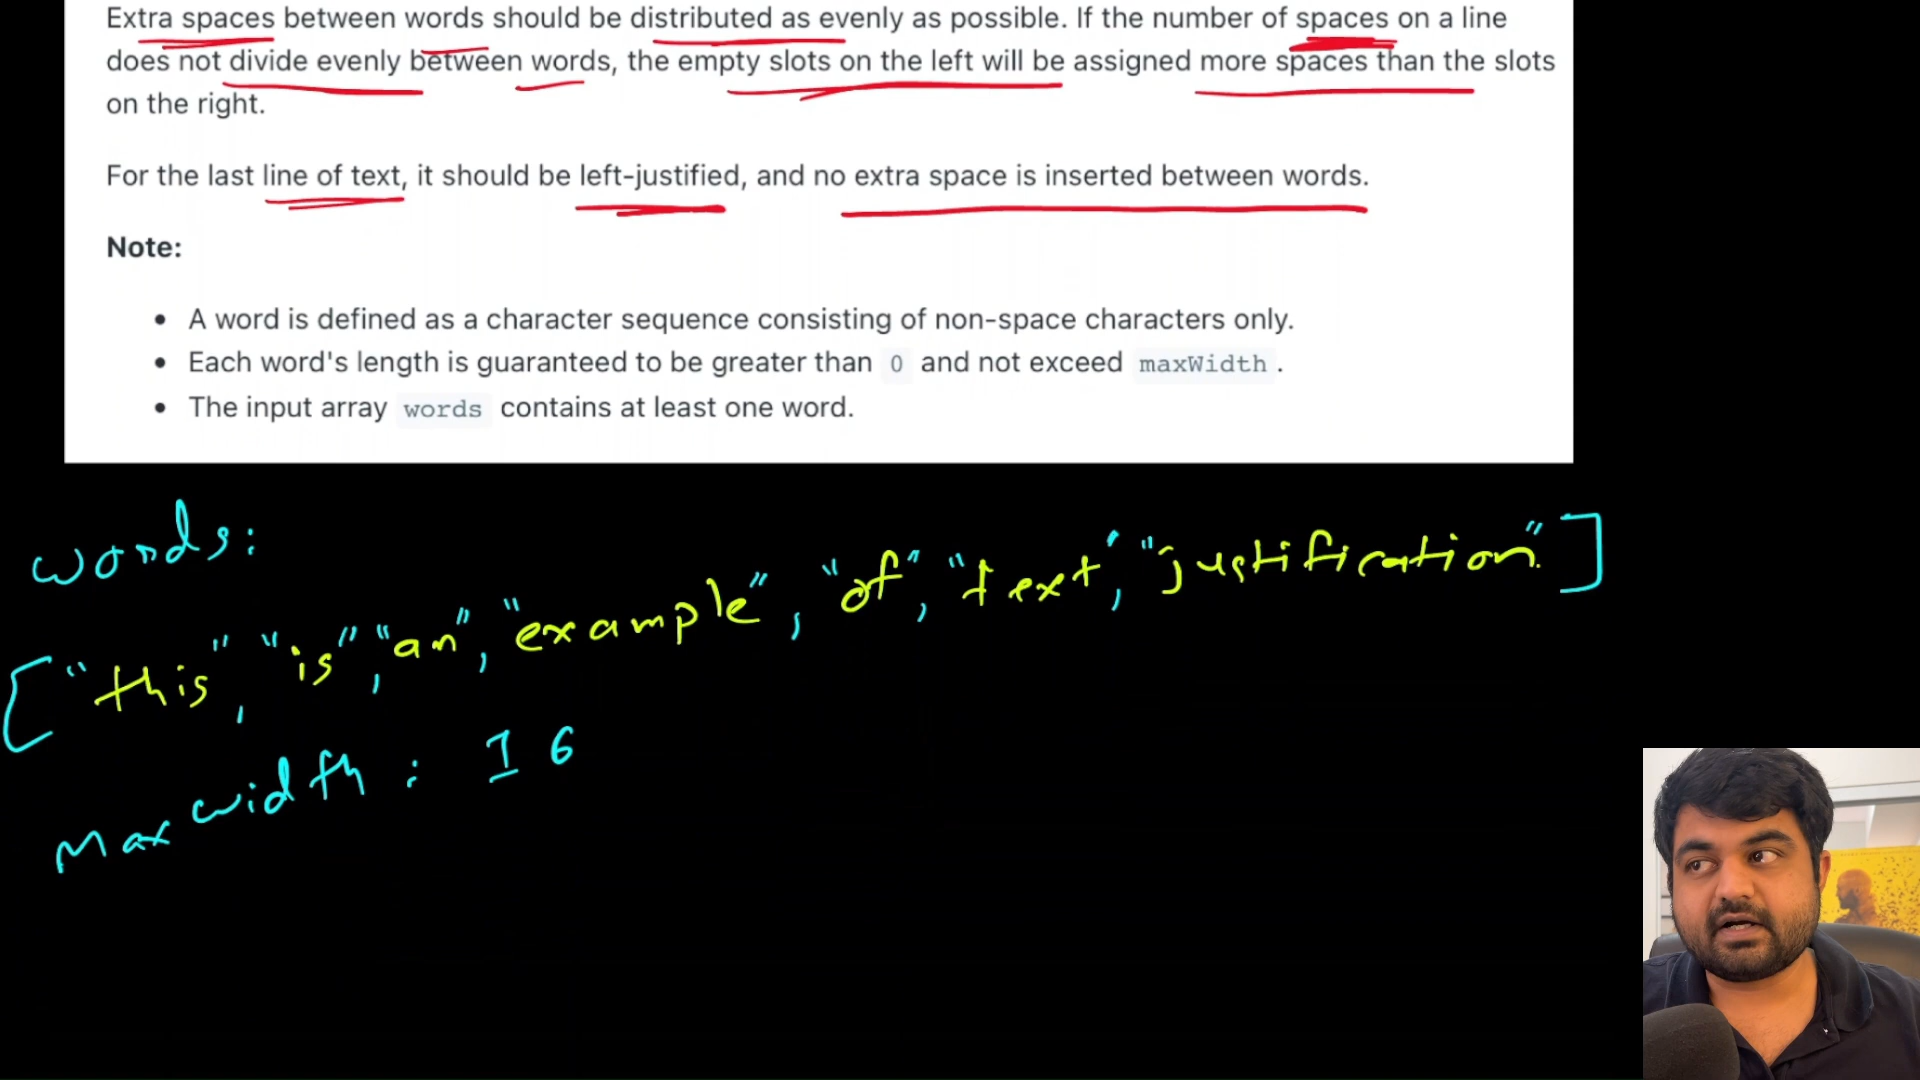 Extra spaces between words should be distributed as evenly as possible. If the number of spaces on a line
does not divide evenly between words, the empty slots on the left will be assigned more spaces than the slots
on the right.
For the last line of text, it should be left-justified, and no extra space is inserted between words.
Note:
• A word is defined as a character sequence consisting of non-space characters only.
• Each word's length is guaranteed to be greater than 0 and not exceed maxWidth.
• The input array words contains at least one word.
words:
["this", "is", "an", "example", "of", "text", "justification."]
Max width : 16